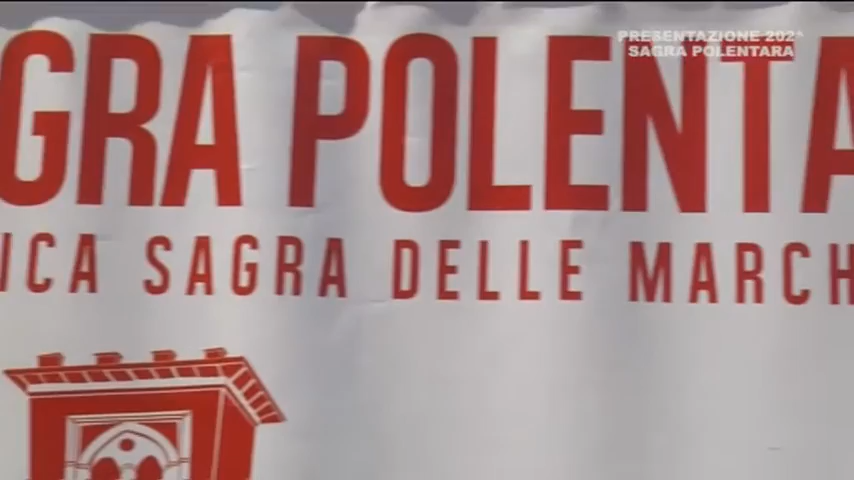 PRESENTAZIONE 202
SAGRA POLENTARA
GRA POLENTA
ICA SAGRA DELLE MARCH